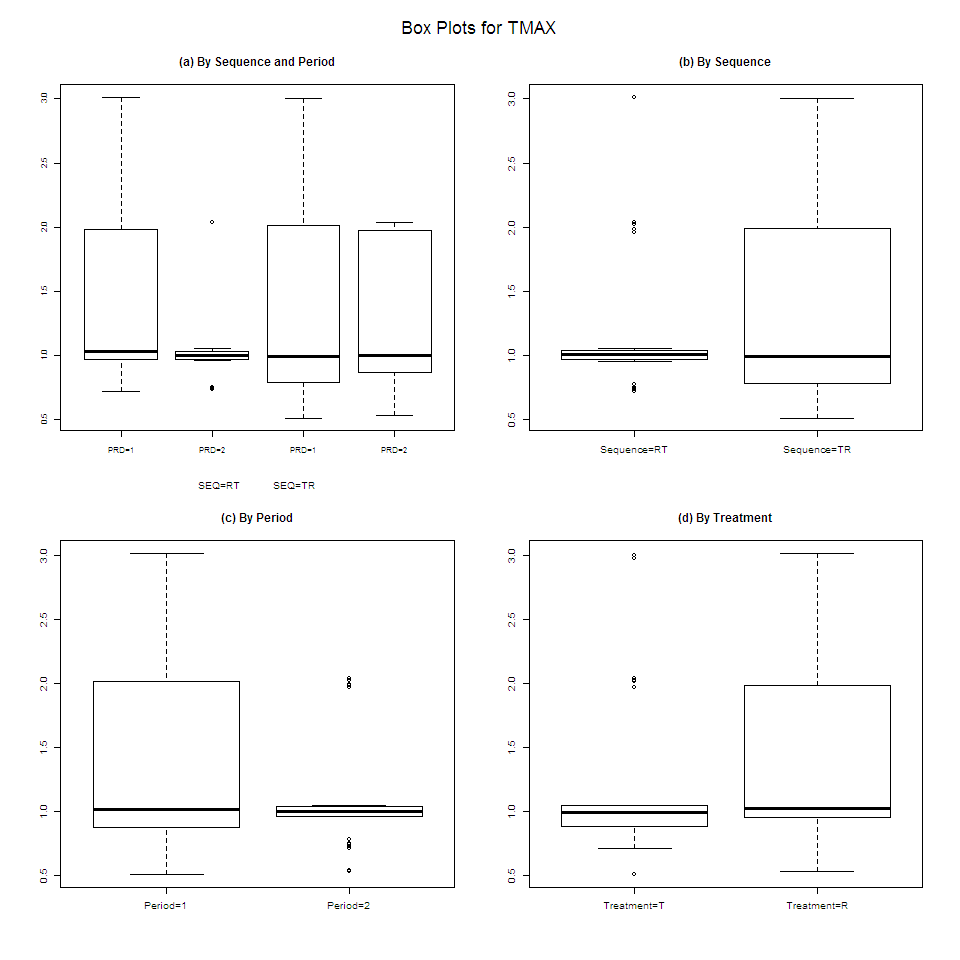 Box Plots for TMAX
(a) By Sequence and Period
3.0
2.5
2.0
1.5
1.0
0.5
PRD=1 PRD=2 PRD=1 PRD=2
SEQ=RT SEQ=TR
(b) By Sequence
3.0
2.5
2.0
1.5
1.0
0.5
Sequence=RT Sequence=TR
(c) By Period
3.0
2.5
2.0
1.5
1.0
0.5
Period=1 Period=2
(d) By Treatment
3.0
2.5
2.0
1.5
1.0
0.5
Treatment=T Treatment=R